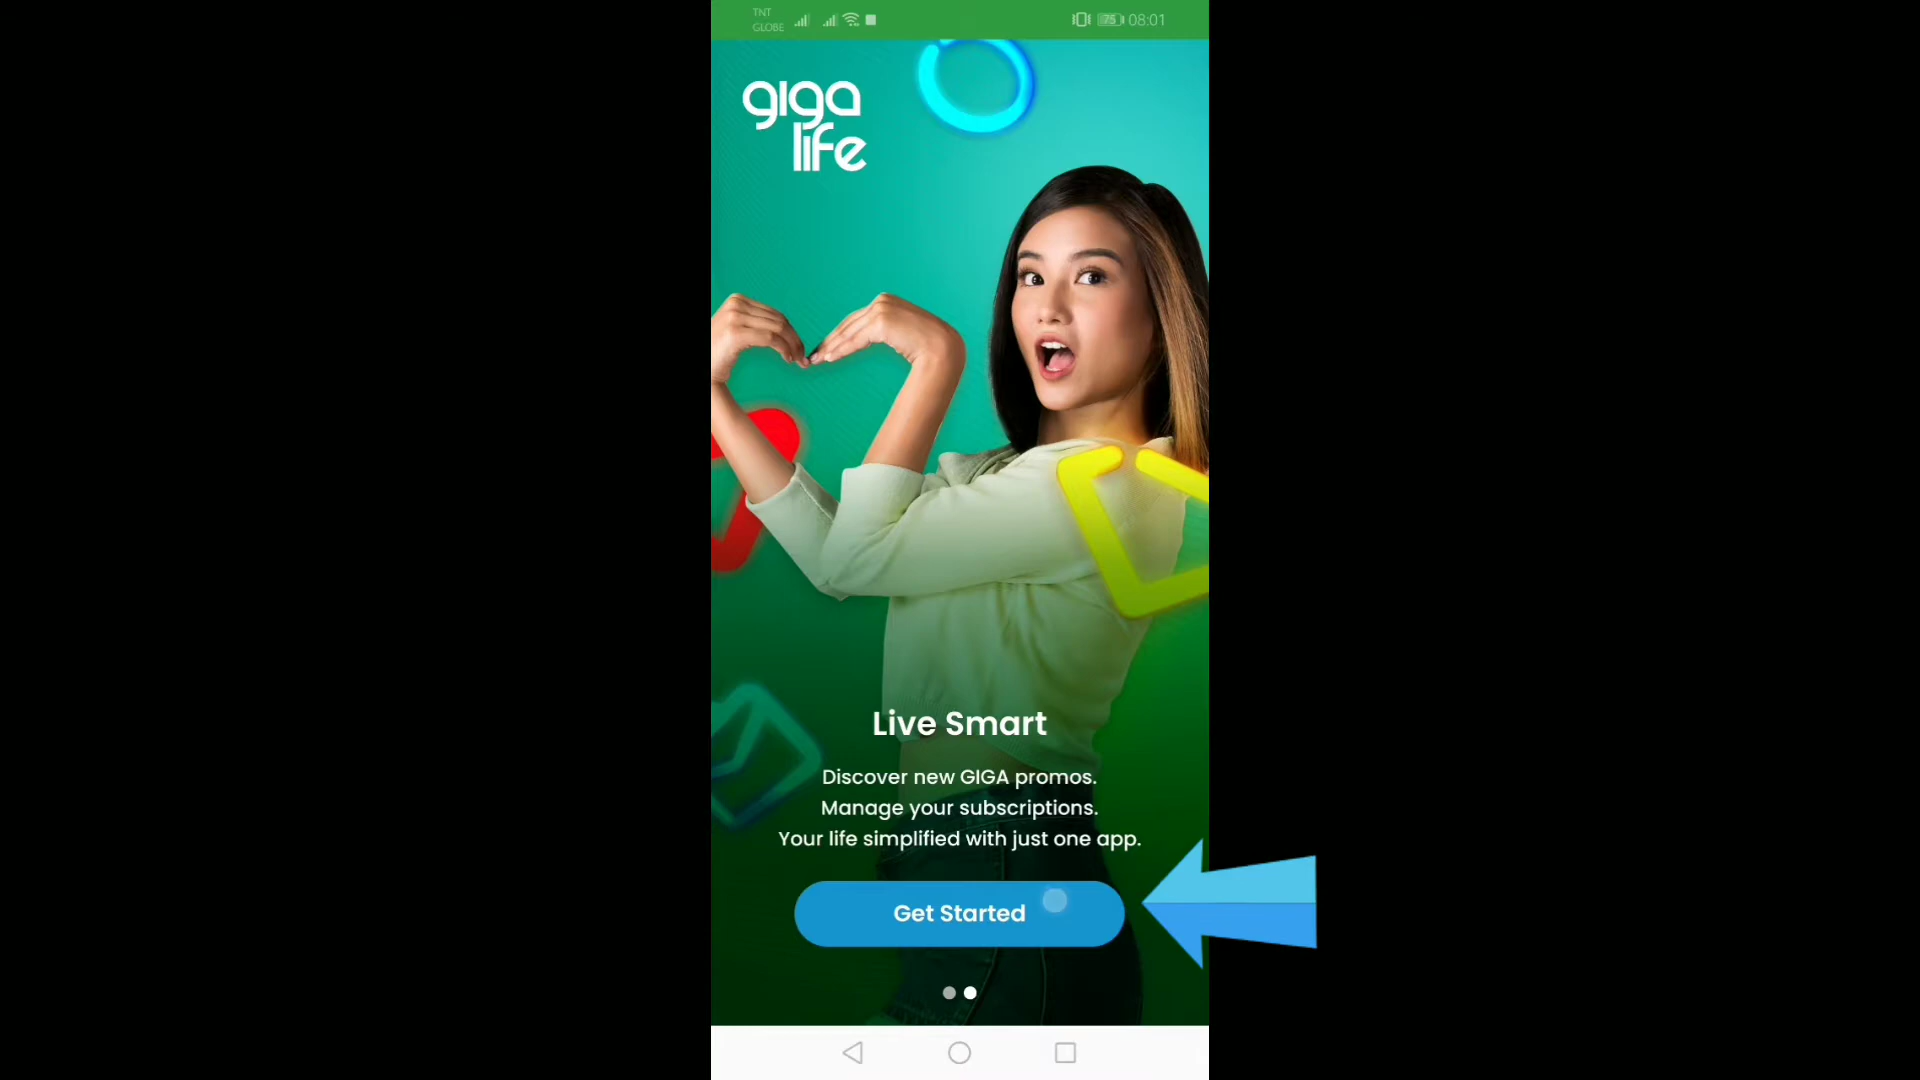 TNT
GLOBE
75
08:01
giga
life
Live Smart
Discover new GIGA promos.
Manage your subscriptions.
Your life simplified with just one app.
Get Started